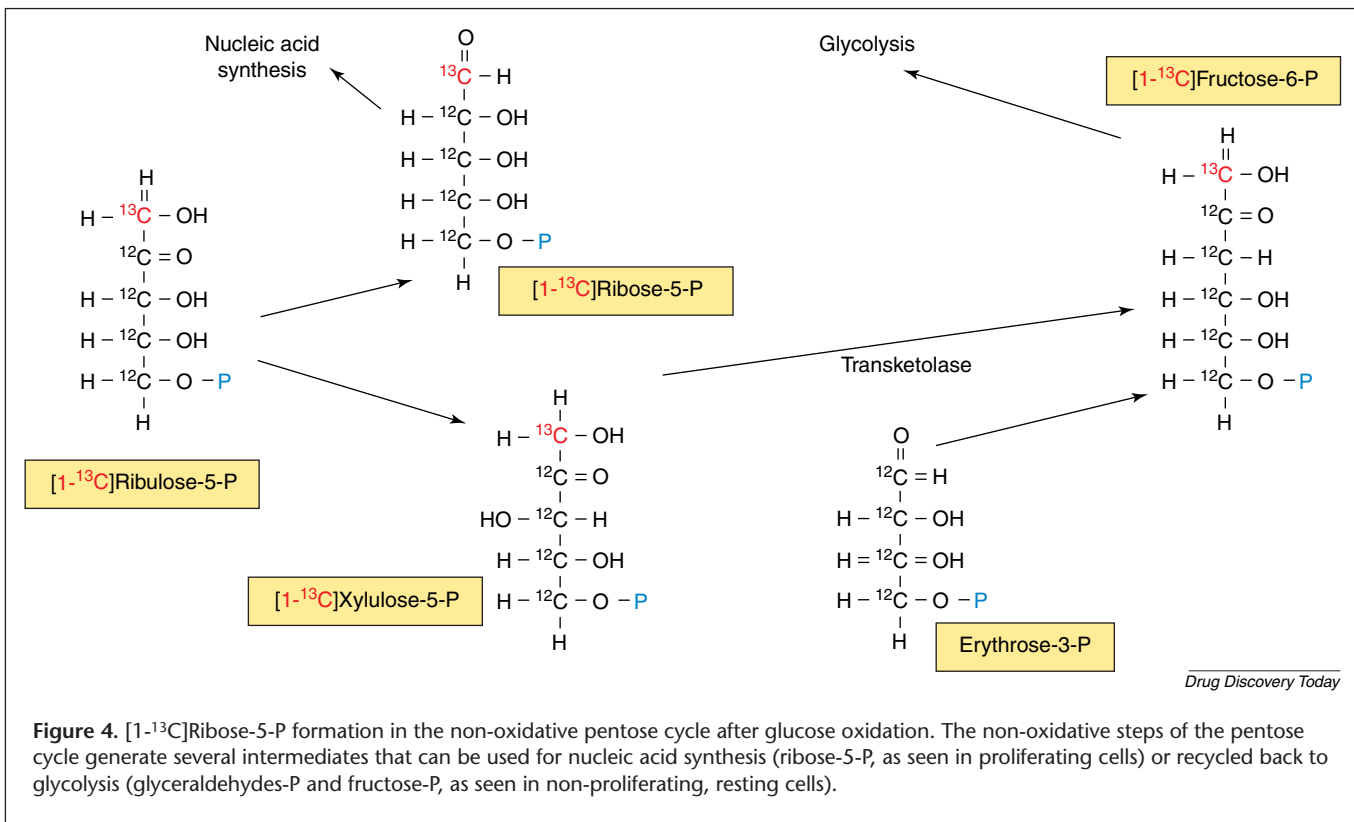 Nucleic acid
synthesis
O
13C – H
H – 12C – OH
H – 12C – OH
H – 12C – OH
H – 12C – O – P
H
[1-13C]Ribose-5-P
Glycolysis
[1-13C]Fructose-6-P
H
H – 13C – OH
12C = O
H – 12C – H
H – 12C – OH
H – 12C – OH
H – 12C – O – P
H
H
H – 13C – OH
12C = O
H – 12C – OH
H – 12C – OH
H – 12C – O – P
H
[1-13C]Ribulose-5-P
Transketolase
H
H – 13C – OH
12C = O
HO – 12C – H
H – 12C – OH
H – 12C – O – P
H
[1-13C]Xylulose-5-P
O
12C = H
H – 12C – OH
H = 12C = OH
H – 12C – O – P
H
Erythrose-3-P
Drug Discovery Today
Figure 4. [1-13C]Ribose-5-P formation in the non-oxidative pentose cycle after glucose oxidation. The non-oxidative steps of the pentose
cycle generate several intermediates that can be used for nucleic acid synthesis (ribose-5-P, as seen in proliferating cells) or recycled back to
glycolysis (glyceraldehydes-P and fructose-P, as seen in non-proliferating, resting cells).